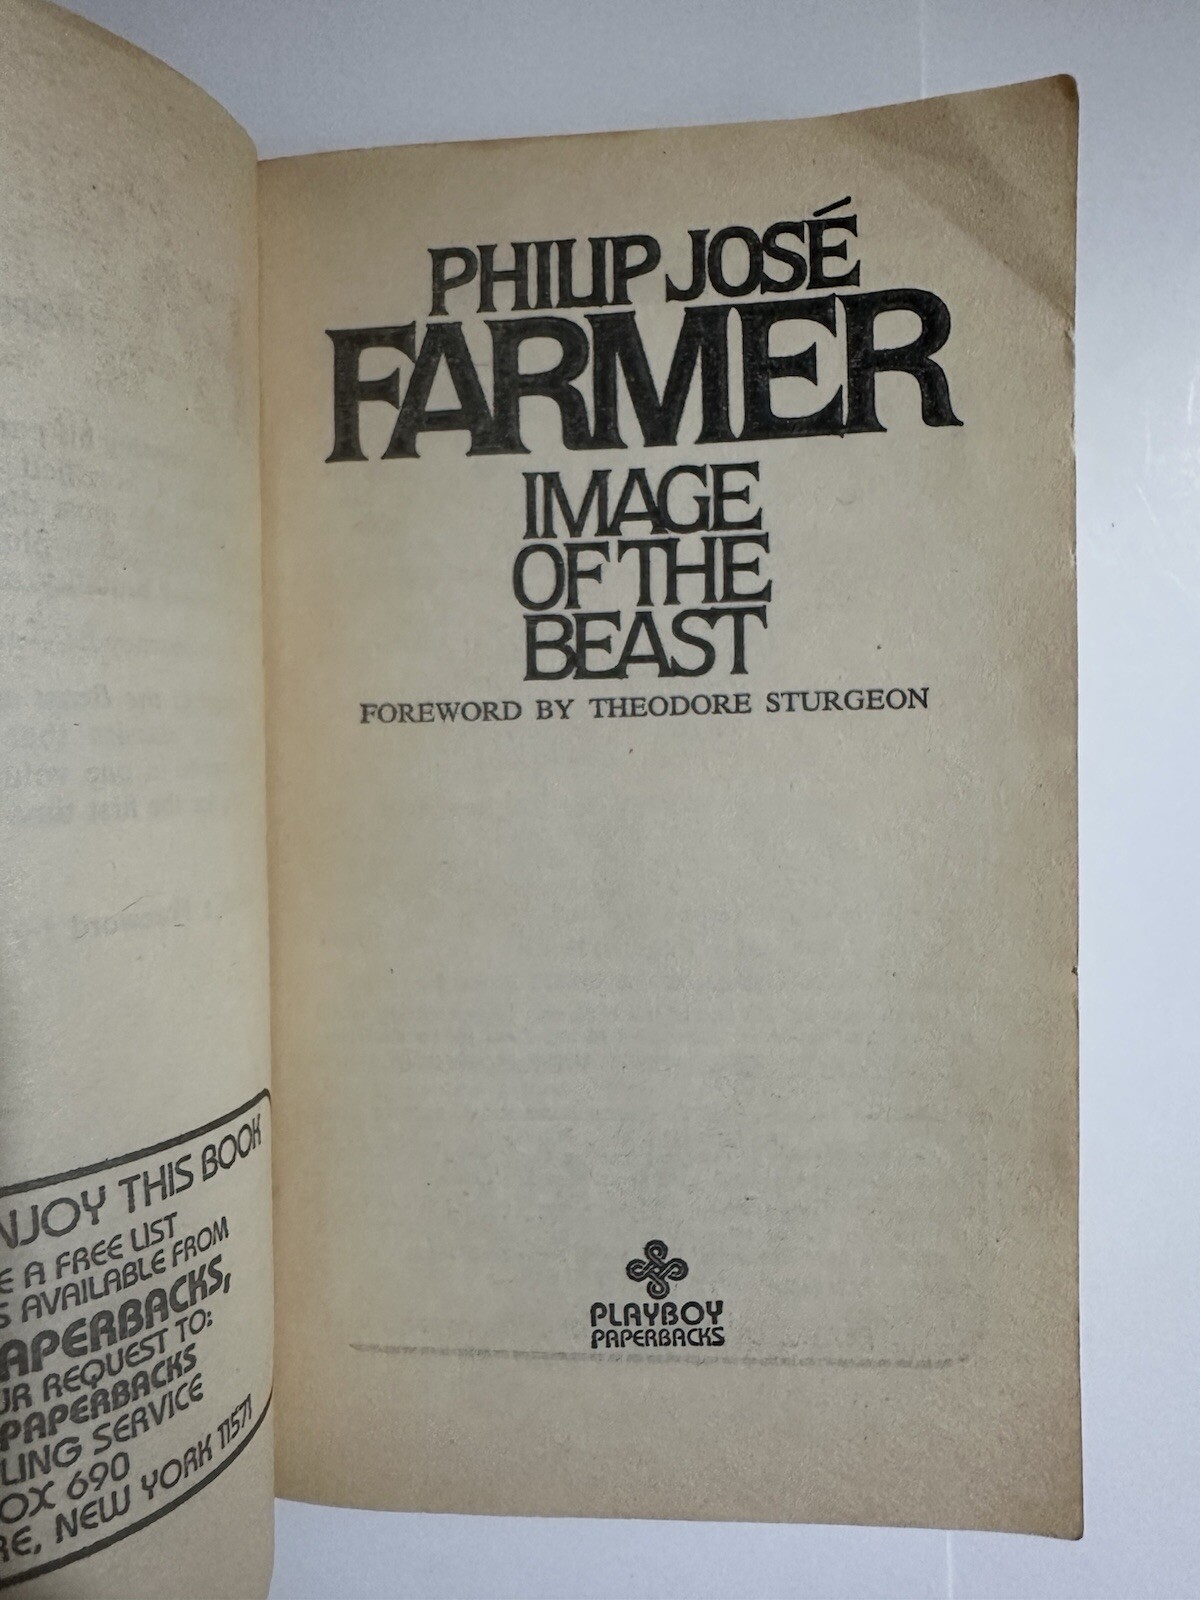 NJOY THIS BOOK
E A FREE LIST
S AVAILABLE FROM
APERBACKS,
UR REQUEST TO:
PAPERBACKS
LING SERVICE
OX 690
RE, NEW YORK 11571
PHILIP JOSÉ
FARMER
IMAGE
OF THE
BEAST
FOREWORD BY THEODORE STURGEON
PLAYBOY
PAPERBACKS